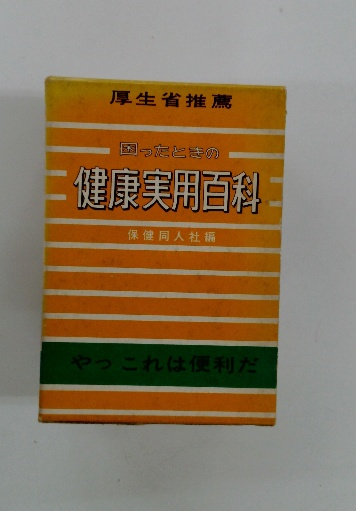 厚生省推薦
困ったときの
健康実用百科
保健同人社編
やっ これは便利だ